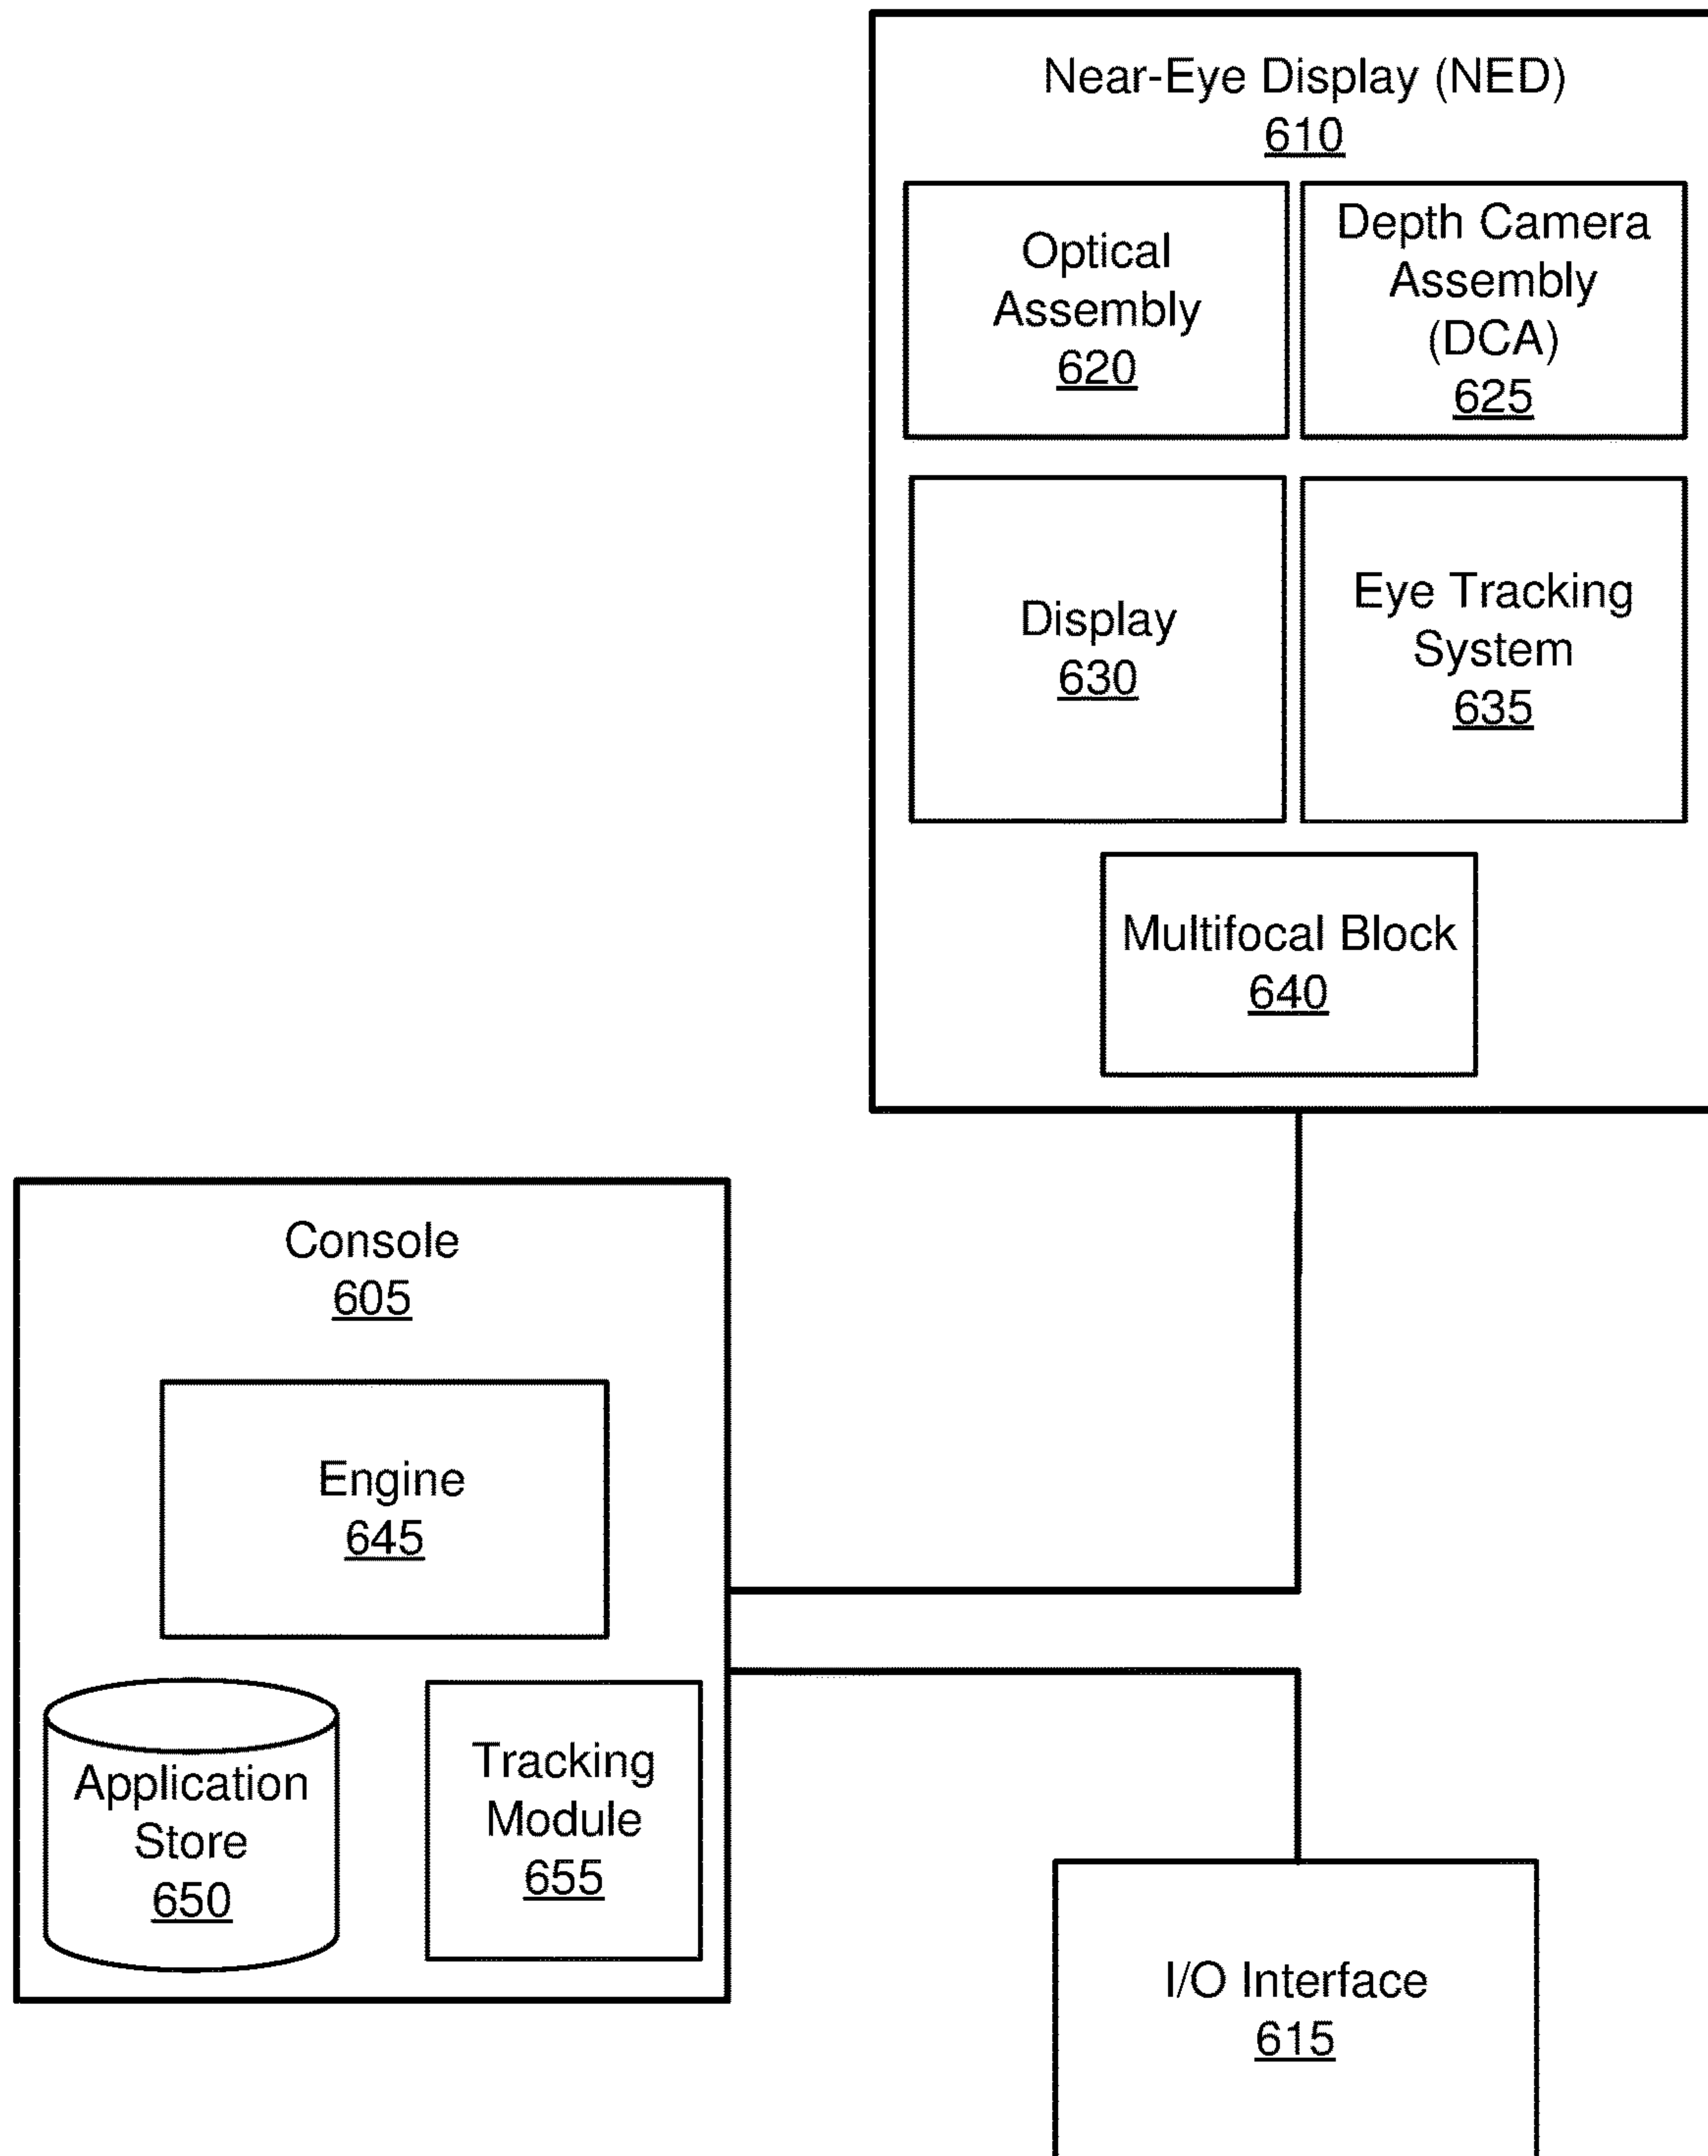 Near-Eye Display (NED)
610
Optical
Assembly
620
Depth Camera
Assembly
(DCA)
625
Display
630
Eye Tracking
System
635
Multifocal Block
640
Console
605
Engine
645
Application
Store
650
Tracking
Module
655
I/O Interface
615